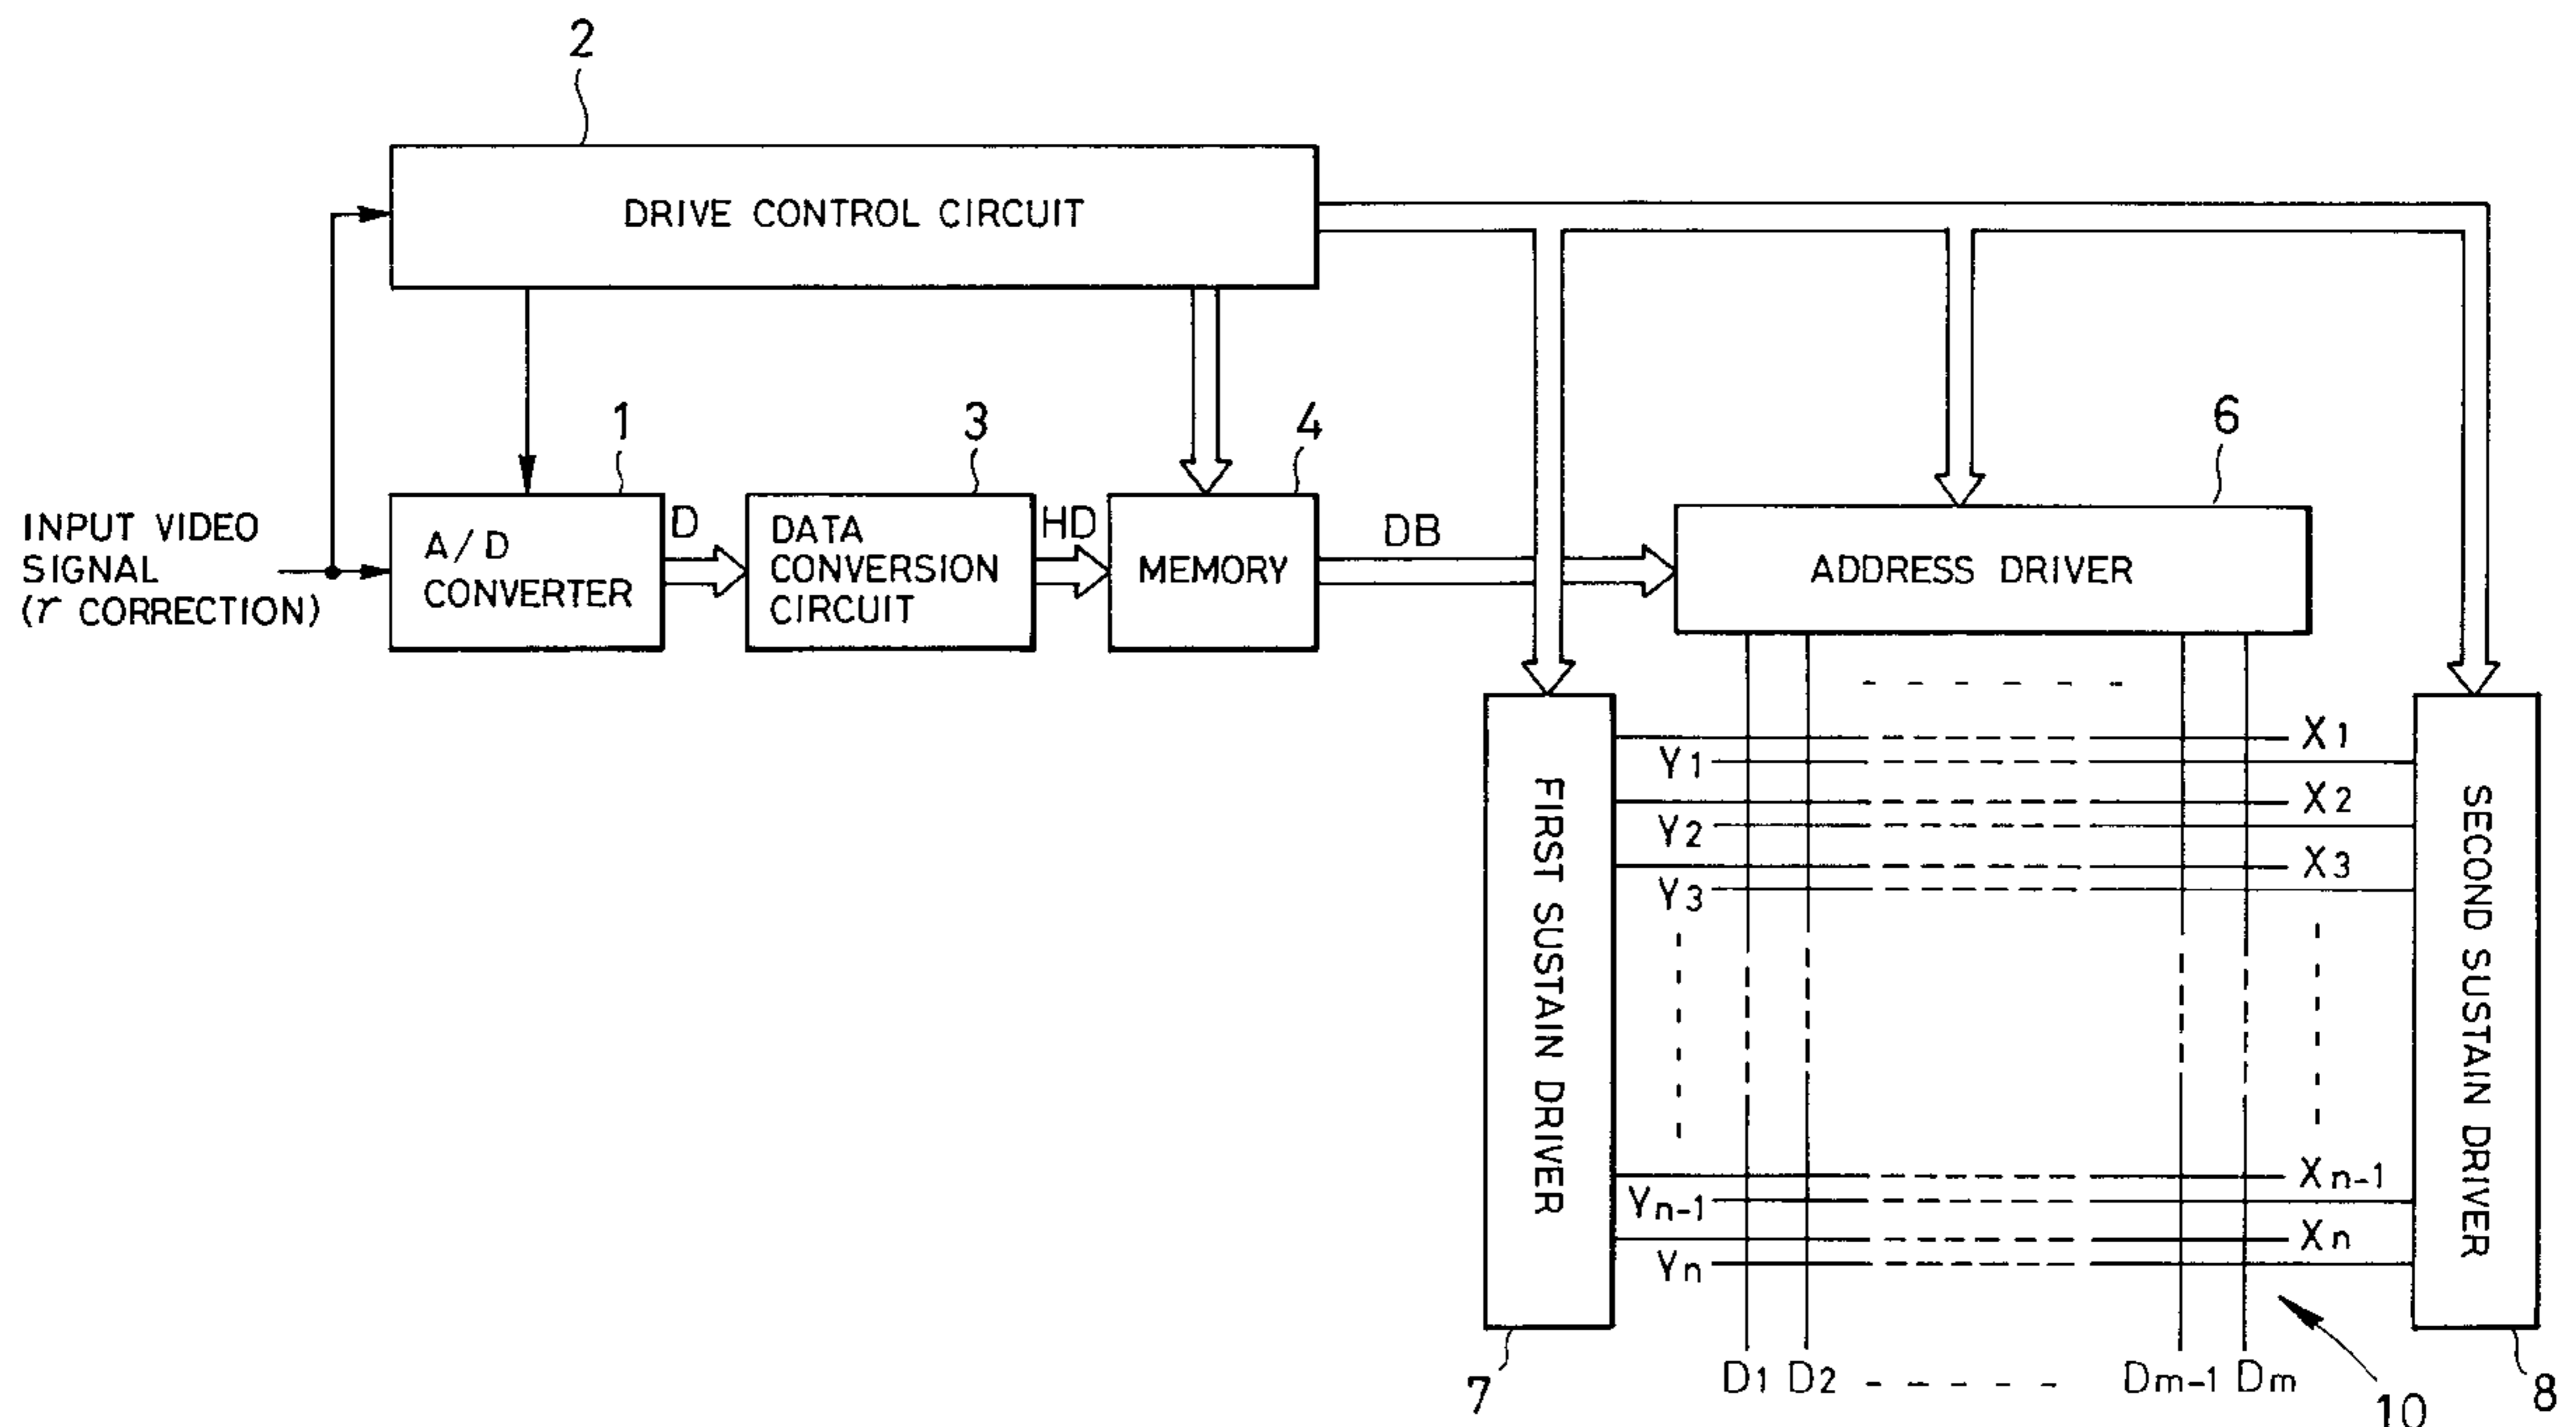 2
DRIVE CONTROL CIRCUIT
1
3
4
6
INPUT VIDEO
SIGNAL
(γ CORRECTION)
A/D
CONVERTER
D
DATA
CONVERSION
CIRCUIT
HD
MEMORY
DB
ADDRESS DRIVER
FIRST SUSTAIN DRIVER
SECOND SUSTAIN DRIVER
X1
Y1
X2
Y2
X3
Y3
Xn-1
Yn-1
Xn
Yn
7
D1 D2 Dm-1 Dm
10
8